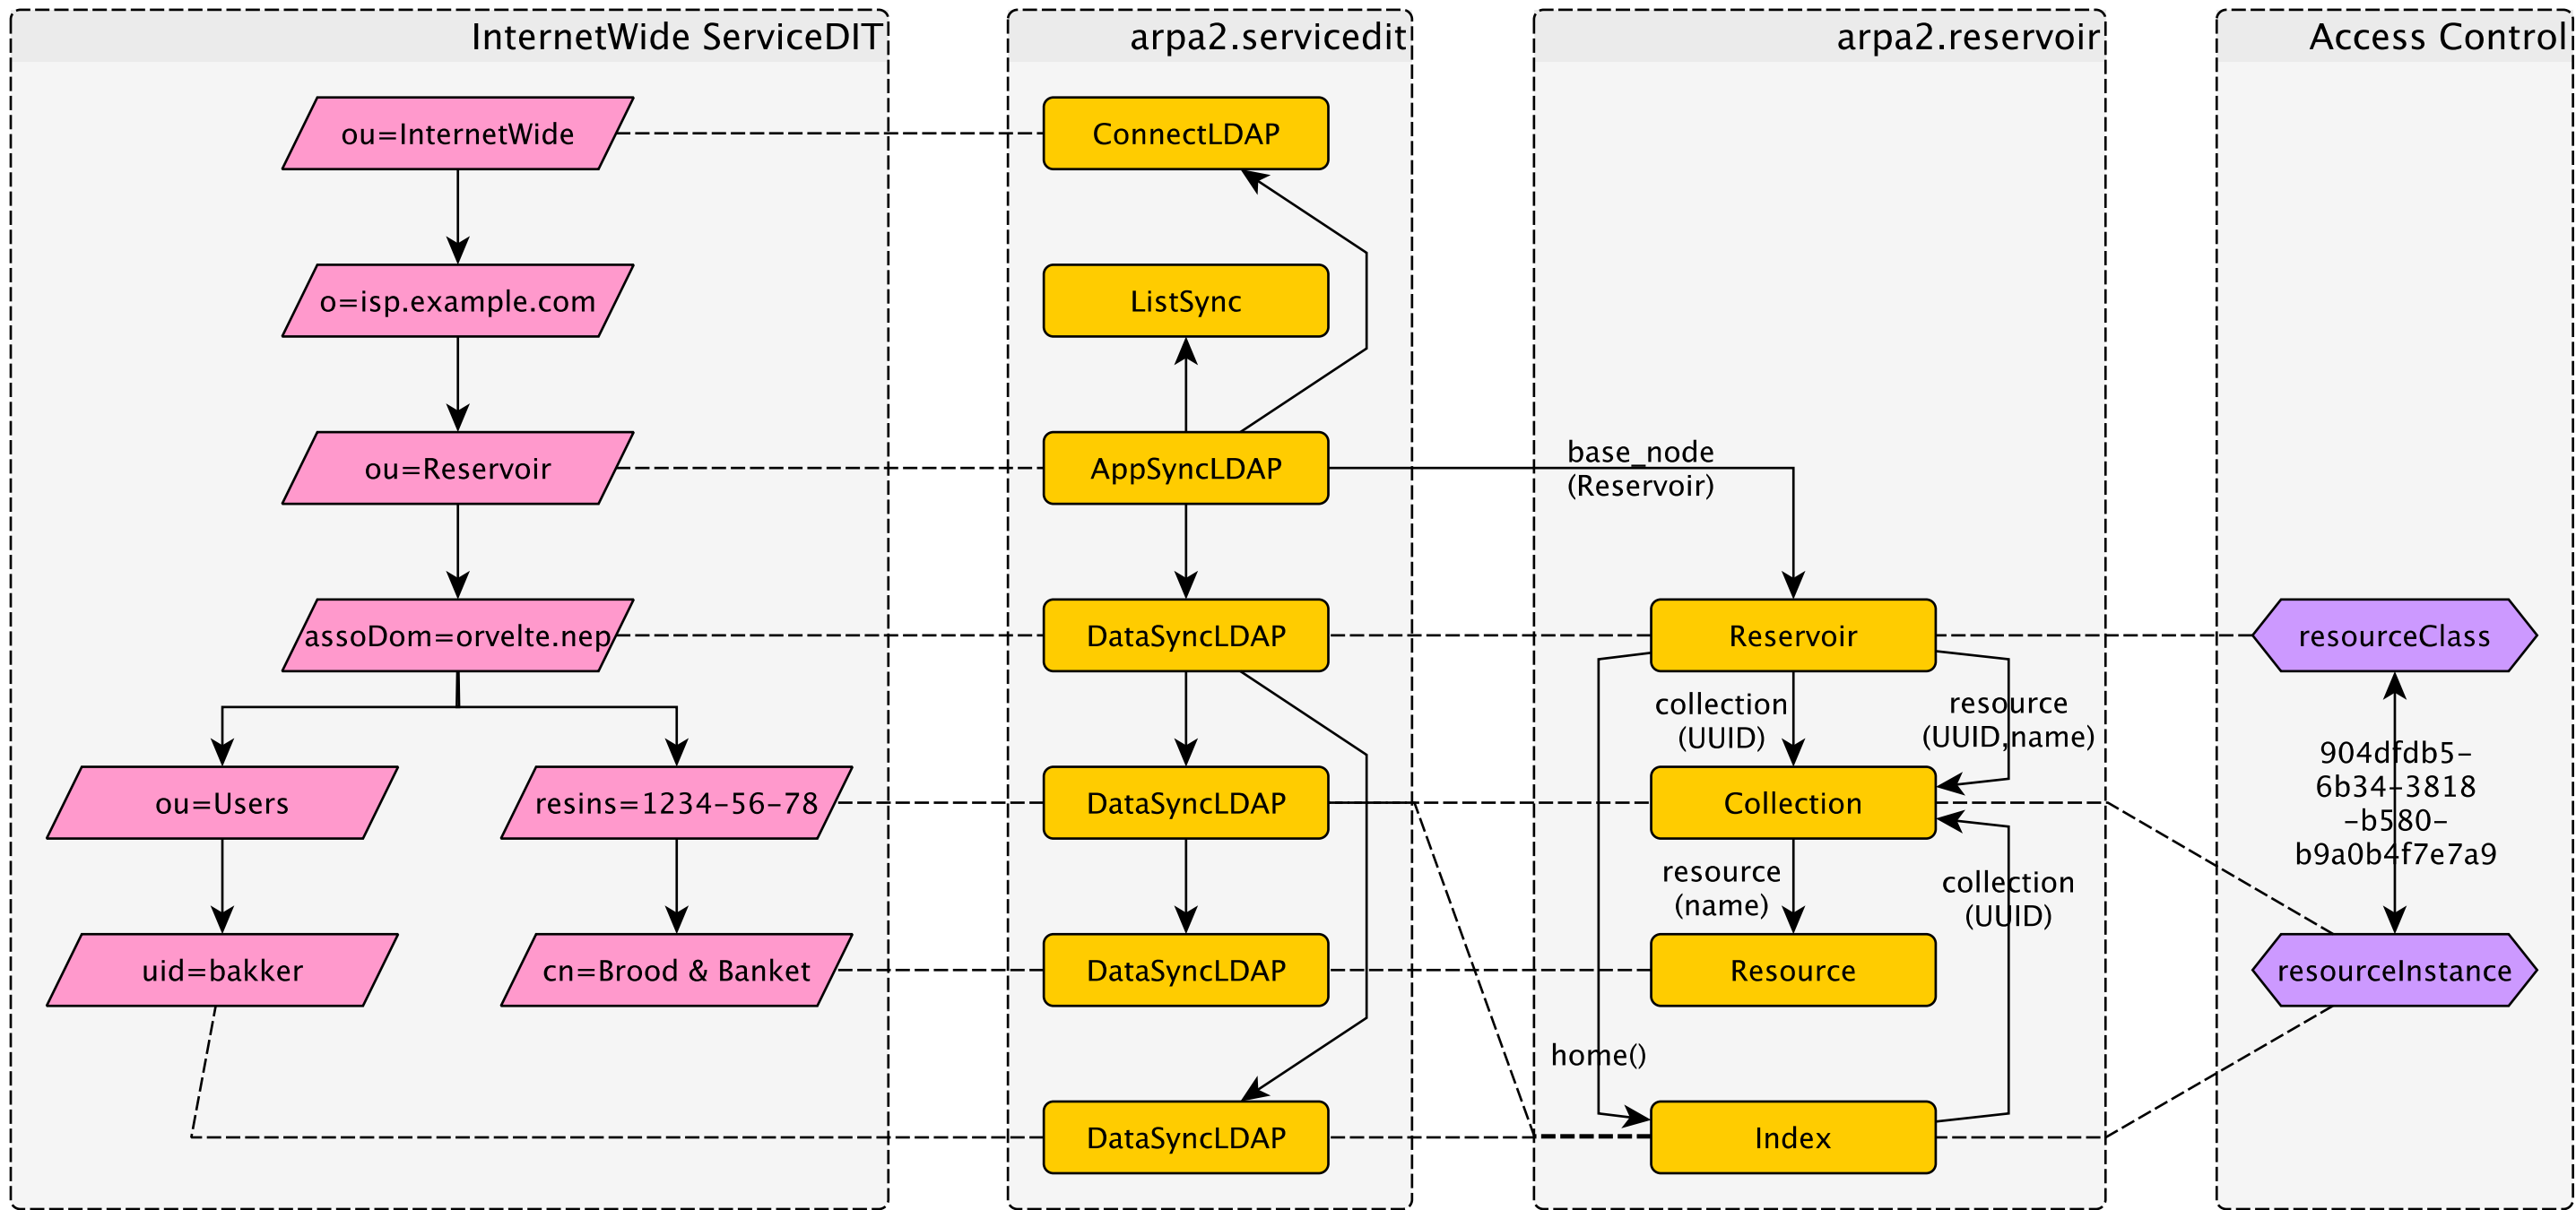 InternetWide ServiceDIT
arpa2.servicedit
arpa2.reservoir
Access Control
ou=InternetWide
ConnectLDAP
o=isp.example.com
ListSync
ou=Reservoir
AppSyncLDAP
base_node
(Reservoir)
assoDom=orvelte.nep
DataSyncLDAP
Reservoir
resourceClass
collection
(UUID)
resource
(UUID,name)
904dfdb5-
6b34-3818
-b580-
b9a0b4f7e7a9
ou=Users
resins=1234-56-78
DataSyncLDAP
Collection
resource
(name)
collection
(UUID)
uid=bakker
cn=Brood & Banket
DataSyncLDAP
Resource
resourceInstance
home()
DataSyncLDAP
Index